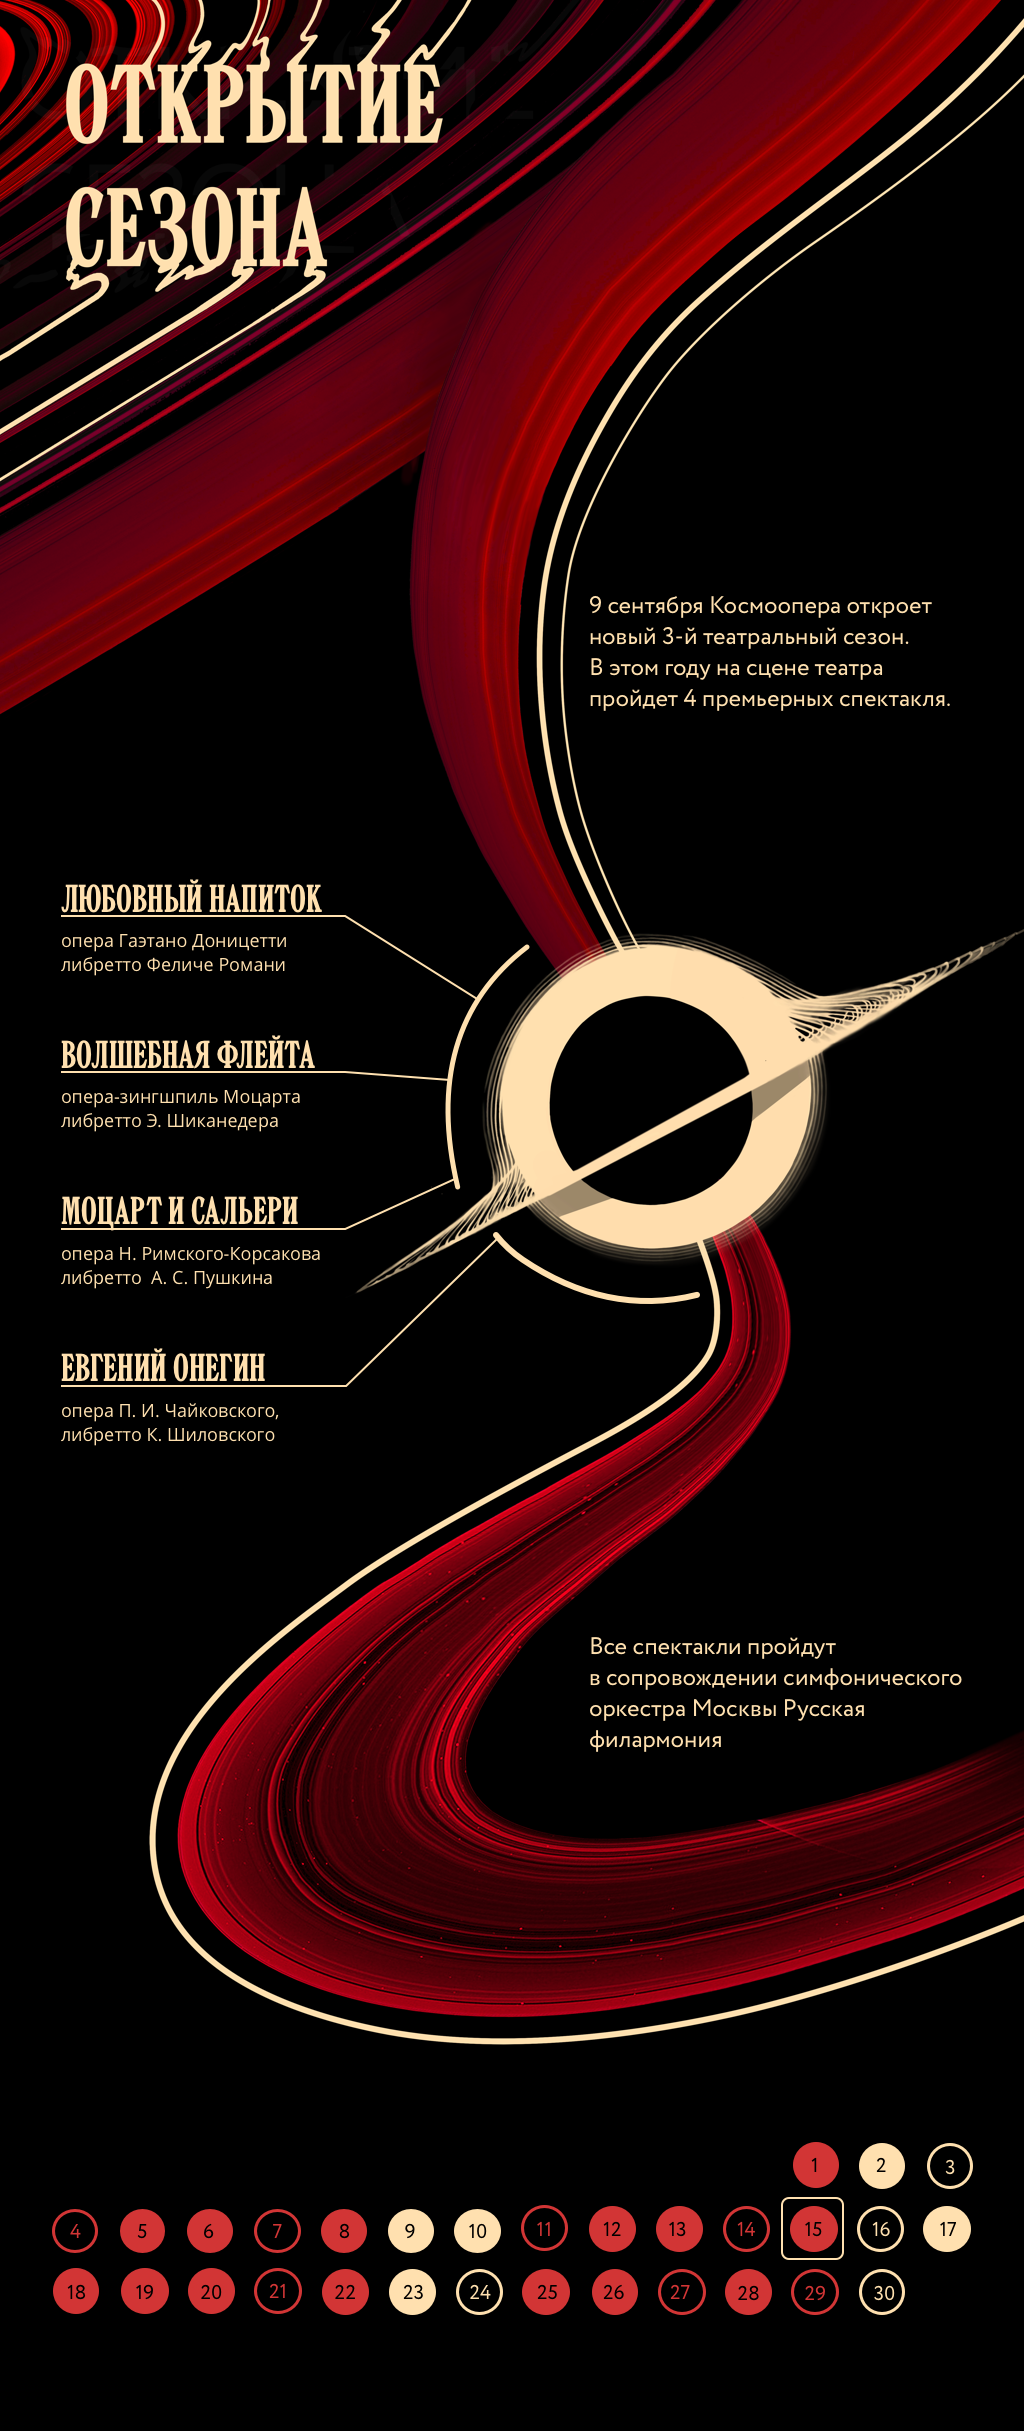 ОТКРЫТИЕ
СЕЗОНА
9 сентября Космоопера откроет
новый 3-й театральный сезон.
В этом году на сцене театра
пройдет 4 премьерных спектакля.
ЛЮБОВНЫЙ НАПИТОК
опера Гаэтано Доницетти
либретто Феличе Романи
ВОЛШЕБНАЯ ФЛЕЙТА
опера-зингшпиль Моцарта
либретто Э. Шиканедера
МОЦАРТ И САЛЬЕРИ
опера Н. Римского-Корсакова
либретто А. С. Пушкина
ЕВГЕНИЙ ОНЕГИН
опера П. И. Чайковского,
либретто К. Шиловского
Все спектакли пройдут
в сопровождении симфонического
оркестра Москвы Русская
филармония
1 2 3
4 5 6 7 8 9 10 11 12 13 14 15 16 17
18 19 20 21 22 23 24 25 26 27 28 29 30